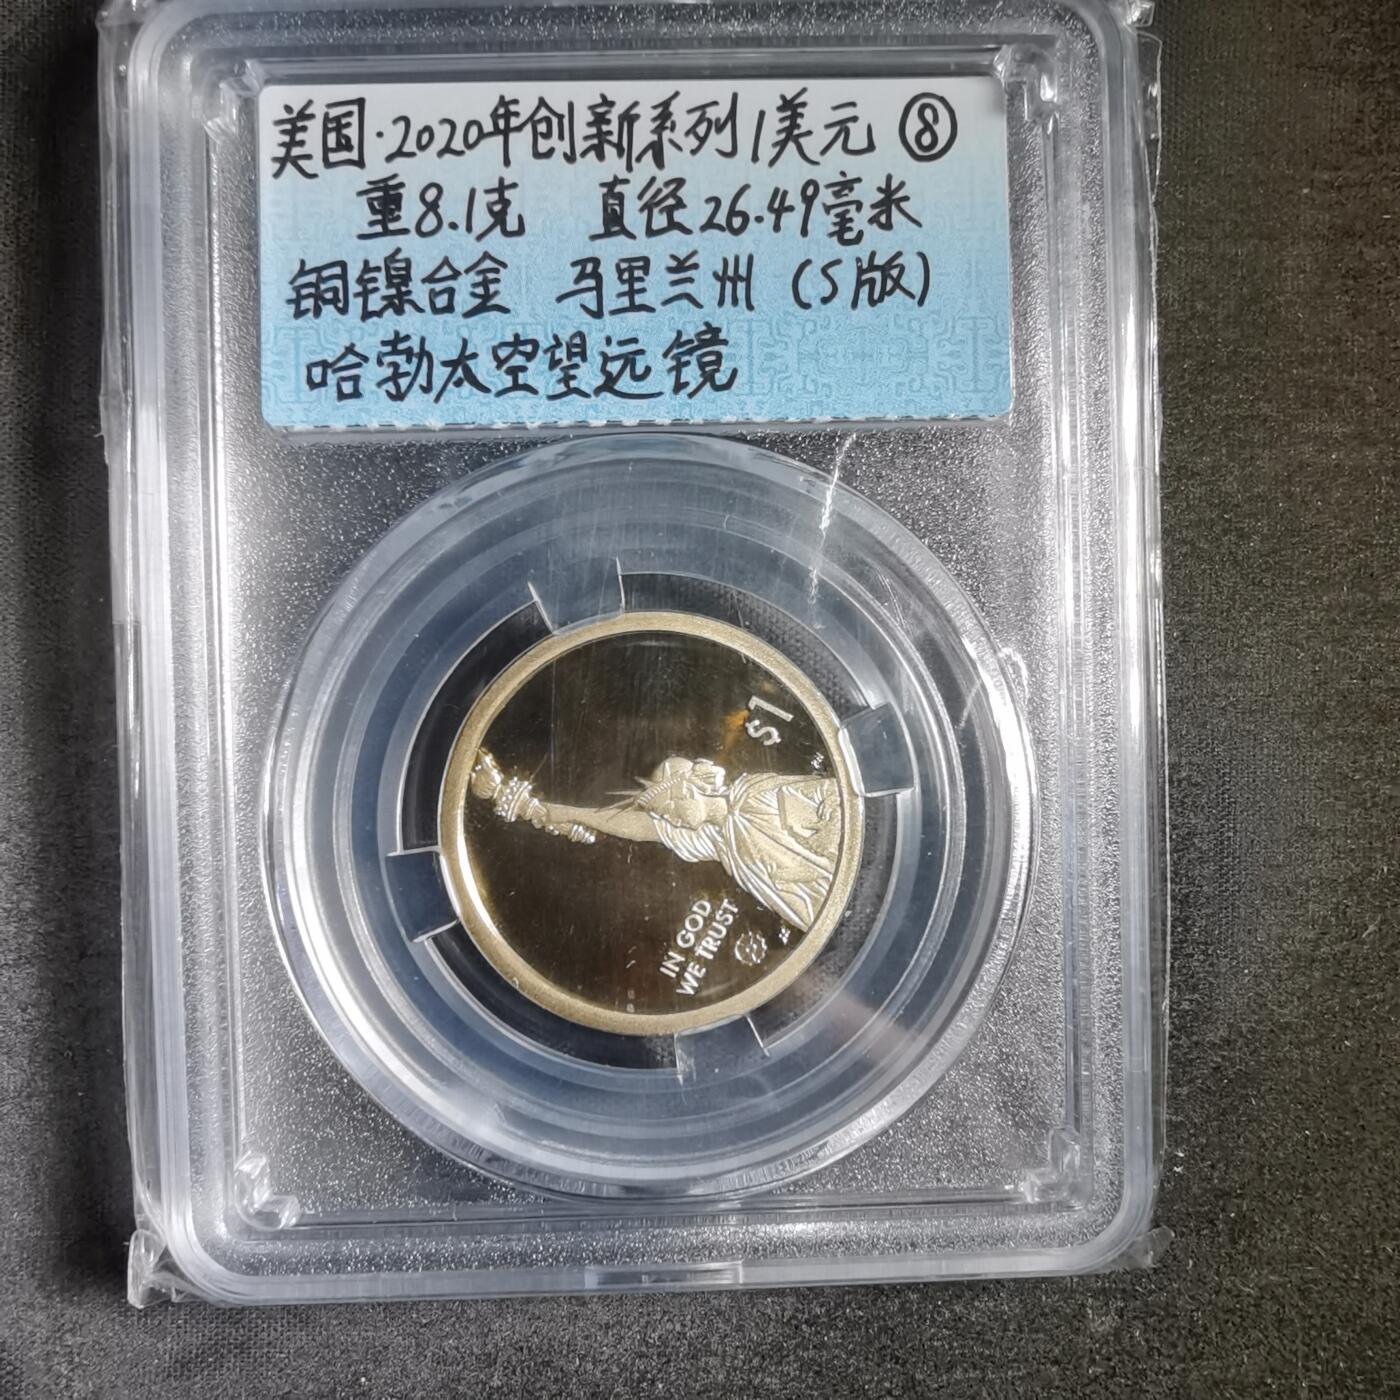 美国·2020年创新系列1美元 ⑧
重8.1克 直径26.49毫米
铜镍合金 马里兰州 (S版)
哈勃太空望远镜
$1
IN GOD
WE TRUST